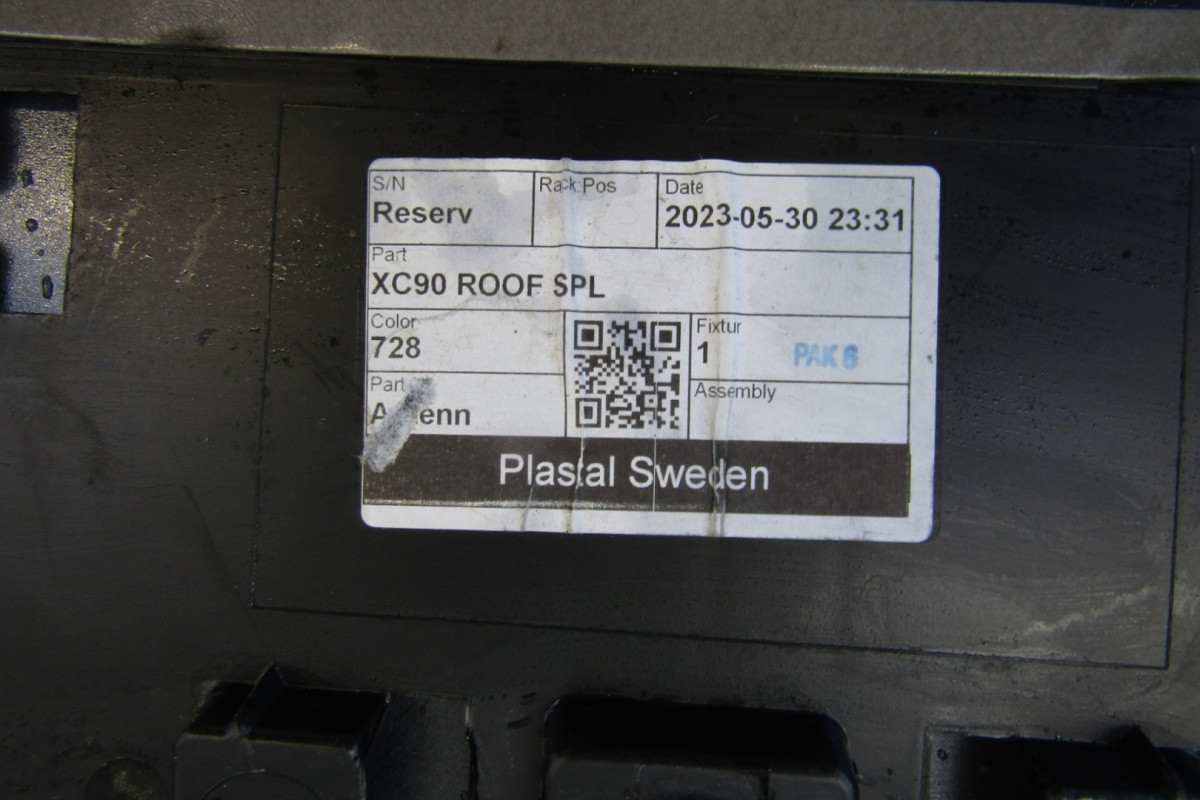 S/N
Reserv
Rack Pos
Date
2023-05-30 23:31
Part
XC90 ROOF SPL
Color
728
Fixtur
1
PAK 6
Part
Assembly
Plastal Sweden